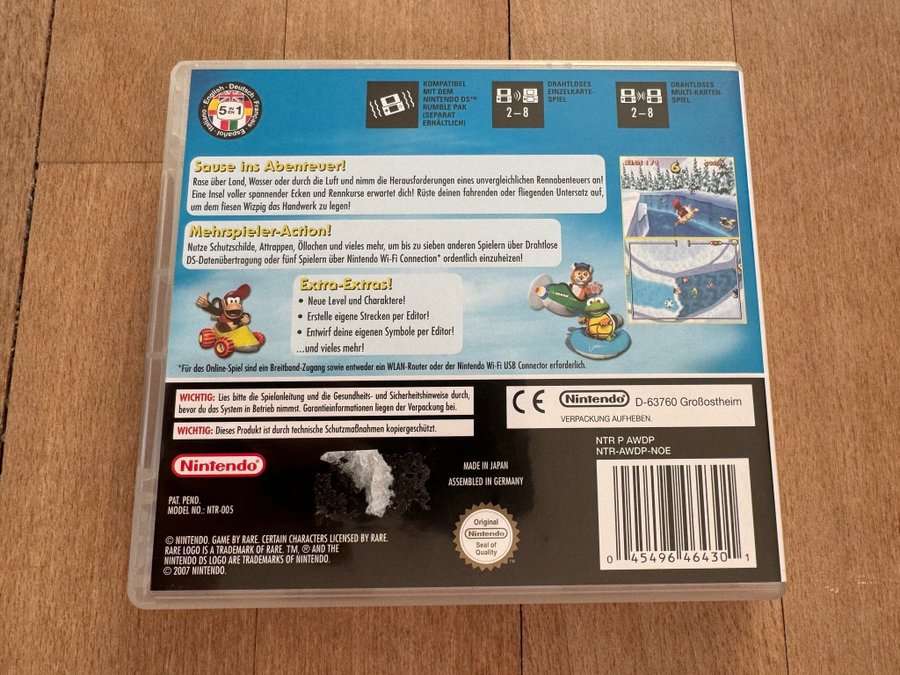 English · Deutsch · Français · Español · Italiano
5 IN EN 1
KOMPATIBEL
MIT DEM
NINTENDO DS™
RUMBLE PAK
(SEPARAT
ERHÄLTLICH)
2–8
DRAHTLOSES
EINZELKARTE-
SPIEL
2–8
DRAHTLOSES
MULTI-KARTEN-
SPIEL
Sause ins Abenteuer!
Rase über Land, Wasser oder durch die Luft und nimm die Herausforderungen eines unvergleichlichen Rennabenteuers an!
Eine Insel voller spannender Ecken und Rennkurse erwartet dich! Rüste deinen fahrenden oder fliegenden Untersatz auf,
um dem fiesen Wizpig das Handwerk zu legen!
Mehrspieler-Action!
Nutze Schutzschilde, Attrappen, Öllachen und vieles mehr, um bis zu sieben anderen Spielern über Drahtlose
DS-Datenübertragung oder fünf Spielern über Nintendo Wi-Fi Connection* ordentlich einzuheizen!
Extra-Extras!
• Neue Level und Charaktere!
• Erstelle eigene Strecken per Editor!
• Entwirf deine eigenen Symbole per Editor!
...und vieles mehr!
*Für das Online-Spiel sind ein Breitband-Zugang sowie entweder ein WLAN-Router oder der Nintendo Wi-Fi USB Connector erforderlich.
WICHTIG: Lies bitte die Spielanleitung und die Gesundheits- und Sicherheitshinweise durch,
bevor du das System in Betrieb nimmst. Garantieinformationen liegen der Verpackung bei.
WICHTIG: Dieses Produkt ist durch technische Schutzmaßnahmen kopiergeschützt.
CE Nintendo® D-63760 Großostheim
VERPACKUNG AUFHEBEN.
NTR P AWDP
NTR-AWDP-NOE
Nintendo®
MADE IN JAPAN
ASSEMBLED IN GERMANY
PAT. PEND.
MODEL NO.: NTR-005
Original
Nintendo®
Seal of
Quality
™
© NINTENDO. GAME BY RARE. CERTAIN CHARACTERS LICENSED BY RARE.
RARE LOGO IS A TRADEMARK OF RARE. TM, ® AND THE
NINTENDO DS LOGO ARE TRADEMARKS OF NINTENDO.
© 2007 NINTENDO.
0 45496 46430 1